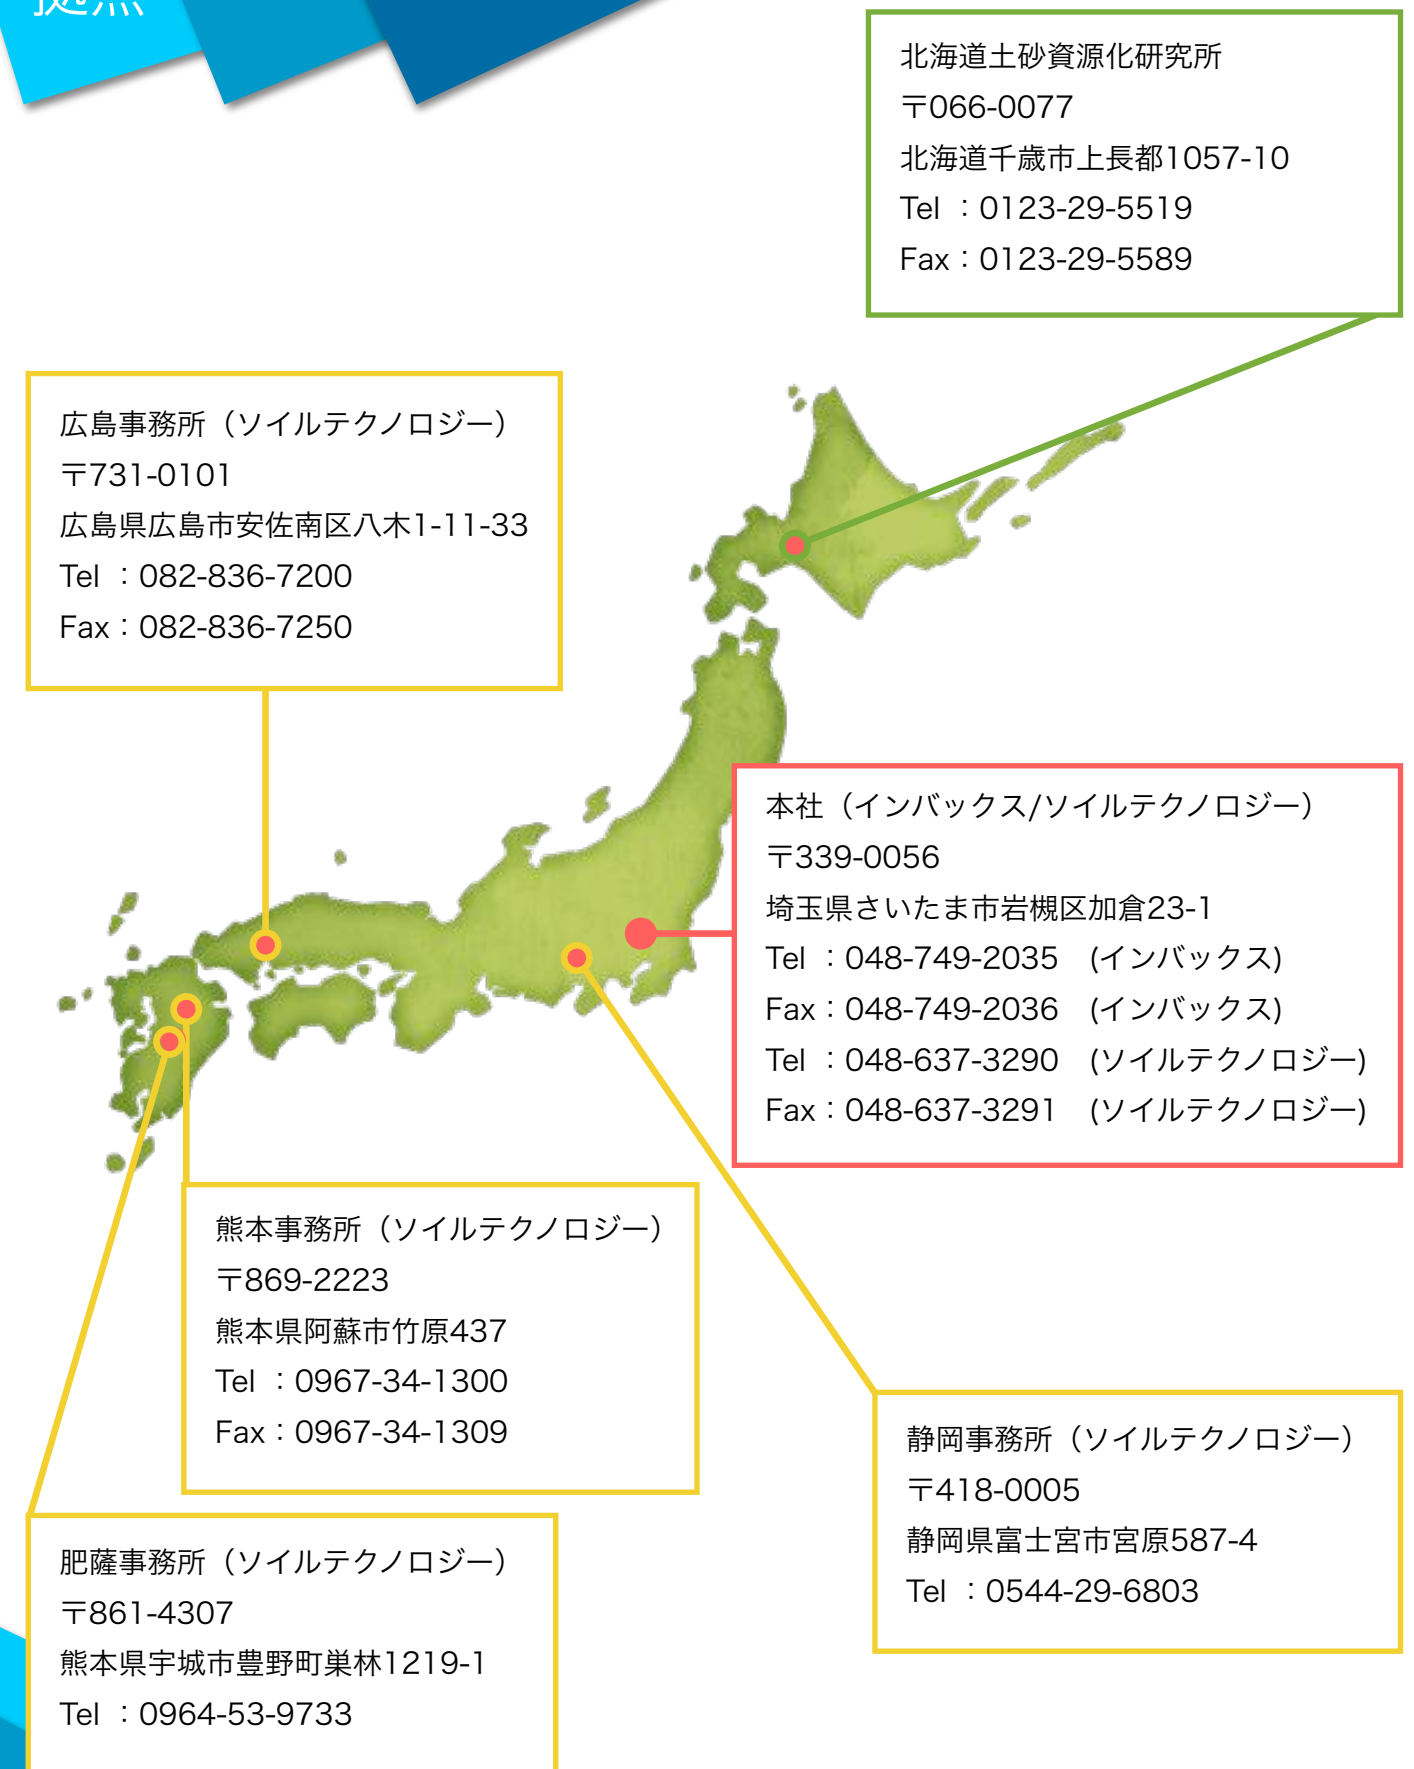 拠点
北海道土砂資源化研究所
〒066-0077
北海道千歳市上長都1057-10
Tel ：0123-29-5519
Fax：0123-29-5589
広島事務所（ソイルテクノロジー）
〒731-0101
広島県広島市安佐南区八木1-11-33
Tel ：082-836-7200
Fax：082-836-7250
本社（インバックス/ソイルテクノロジー）
〒339-0056
埼玉県さいたま市岩槻区加倉23-1
Tel ：048-749-2035　(インバックス)
Fax：048-749-2036　(インバックス)
Tel ：048-637-3290　(ソイルテクノロジー)
Fax：048-637-3291　(ソイルテクノロジー)
熊本事務所（ソイルテクノロジー）
〒869-2223
熊本県阿蘇市竹原437
Tel ：0967-34-1300
Fax：0967-34-1309
静岡事務所（ソイルテクノロジー）
〒418-0005
静岡県富士宮市宮原587-4
Tel ：0544-29-6803
肥薩事務所（ソイルテクノロジー）
〒861-4307
熊本県宇城市豊野町巣林1219-1
Tel ：0964-53-9733